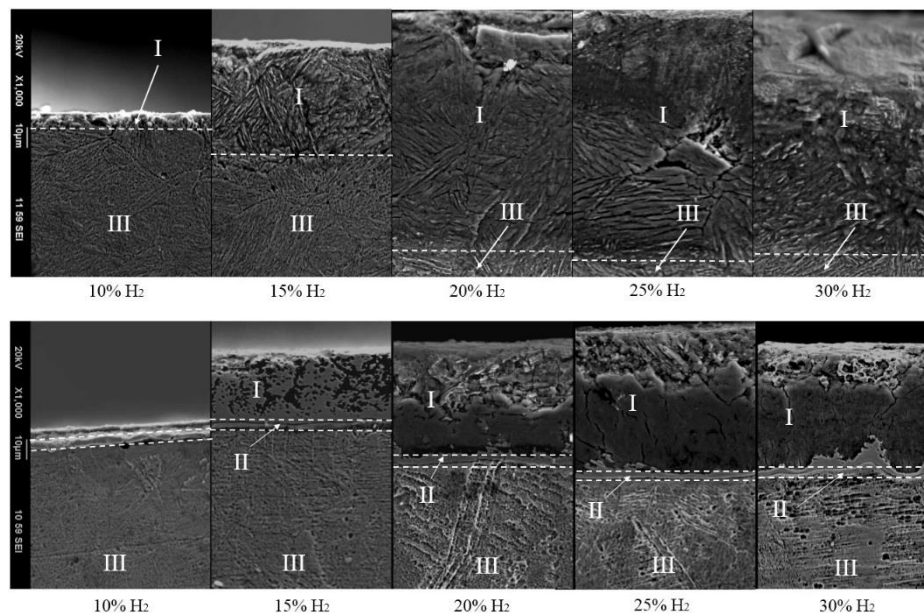 20kV X1,000 10µm 11 59 SEI
I
III
I
III
I
III
I
III
I
III
10% H₂ 15% H₂ 20% H₂ 25% H₂ 30% H₂
20kV X1,000 10µm 10 59 SEI
III
I
II
III
I
II
III
I
II
III
I
II
III
10% H₂ 15% H₂ 20% H₂ 25% H₂ 30% H₂